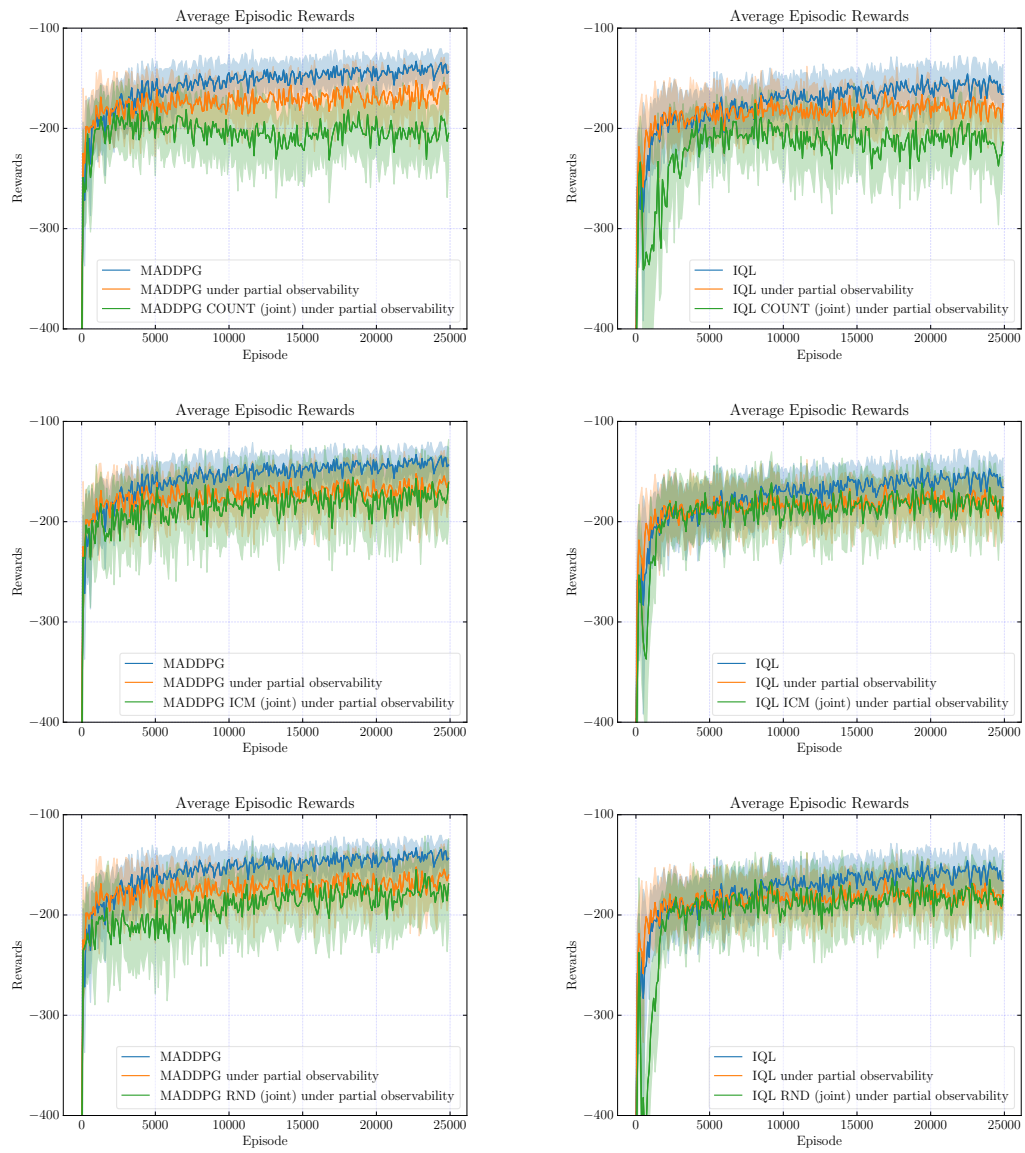 Average Episodic Rewards
−100
−200
−300
−400
Rewards
0 5000 10000 15000 20000 25000
Episode
MADDPG
MADDPG under partial observability
MADDPG COUNT (joint) under partial observability
Average Episodic Rewards
−100
−200
−300
−400
Rewards
0 5000 10000 15000 20000 25000
Episode
IQL
IQL under partial observability
IQL COUNT (joint) under partial observability
Average Episodic Rewards
−100
−200
−300
−400
Rewards
0 5000 10000 15000 20000 25000
Episode
MADDPG
MADDPG under partial observability
MADDPG ICM (joint) under partial observability
Average Episodic Rewards
−100
−200
−300
−400
Rewards
0 5000 10000 15000 20000 25000
Episode
IQL
IQL under partial observability
IQL ICM (joint) under partial observability
Average Episodic Rewards
−100
−200
−300
−400
Rewards
0 5000 10000 15000 20000 25000
Episode
MADDPG
MADDPG under partial observability
MADDPG RND (joint) under partial observability
Average Episodic Rewards
−100
−200
−300
−400
Rewards
0 5000 10000 15000 20000 25000
Episode
IQL
IQL under partial observability
IQL RND (joint) under partial observability